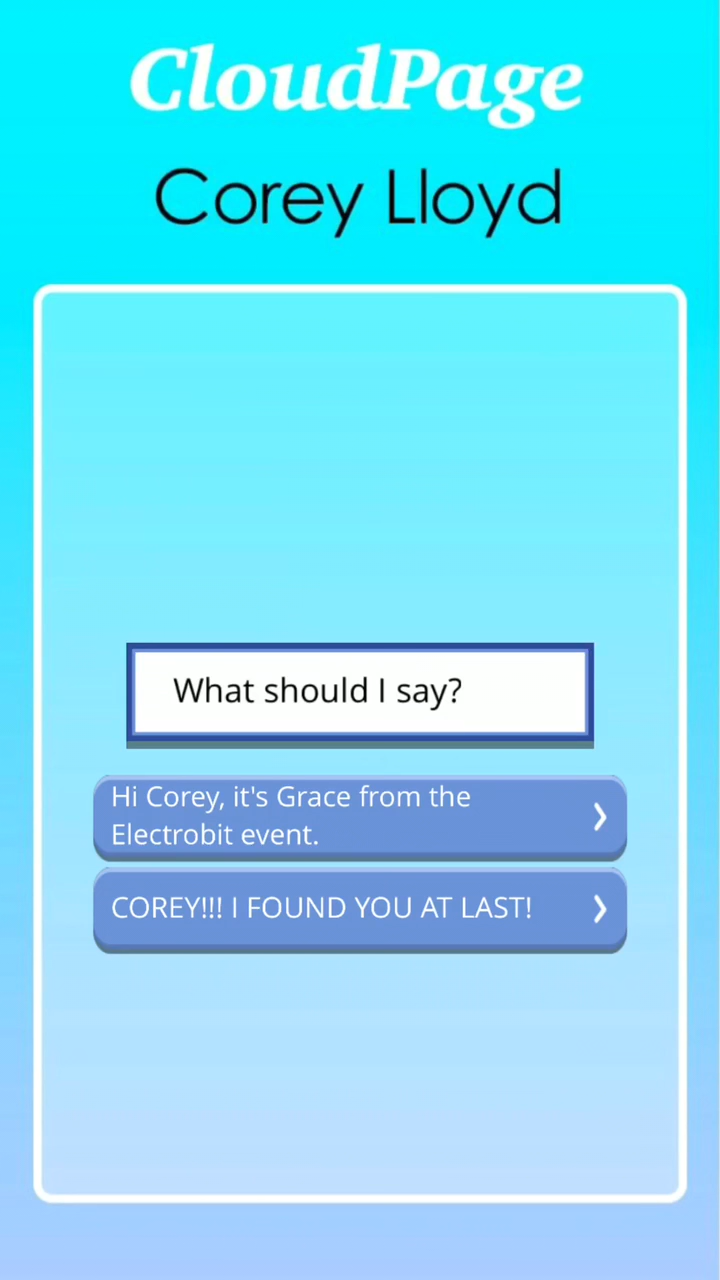 CloudPage
Corey Lloyd
What should I say?
Hi Corey, it's Grace from the
Electrobit event.
COREY!!! I FOUND YOU AT LAST!